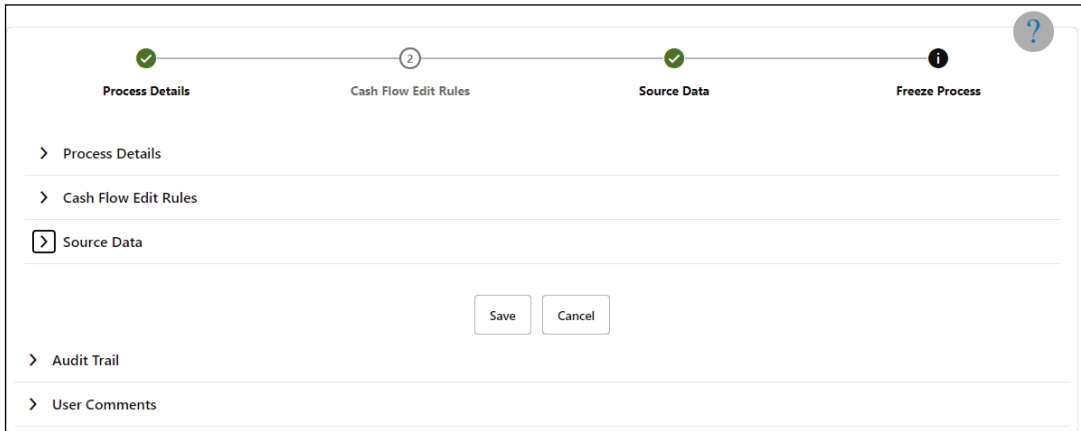 ?
2
i
Process Details Cash Flow Edit Rules Source Data Freeze Process
Process Details
Cash Flow Edit Rules
Source Data
Save Cancel
Audit Trail
User Comments